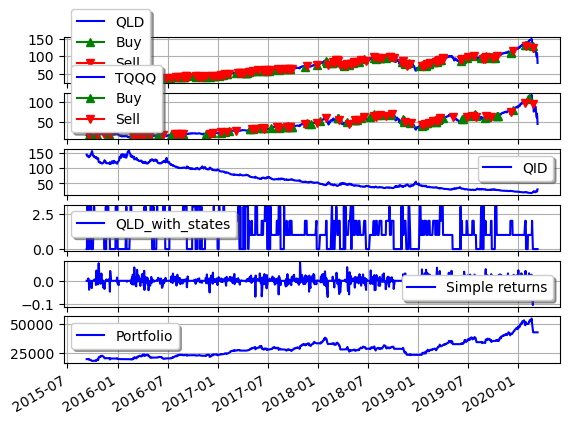 QLD
Buy
Sell
150
100
50
TQQQ
Buy
Sell
100
50
150
100
50
QID
2.5
0.0
QLD_with_states
0.0
−0.1
Simple returns
50000
25000
Portfolio
2015-07
2016-01
2016-07
2017-01
2017-07
2018-01
2018-07
2019-01
2019-07
2020-01